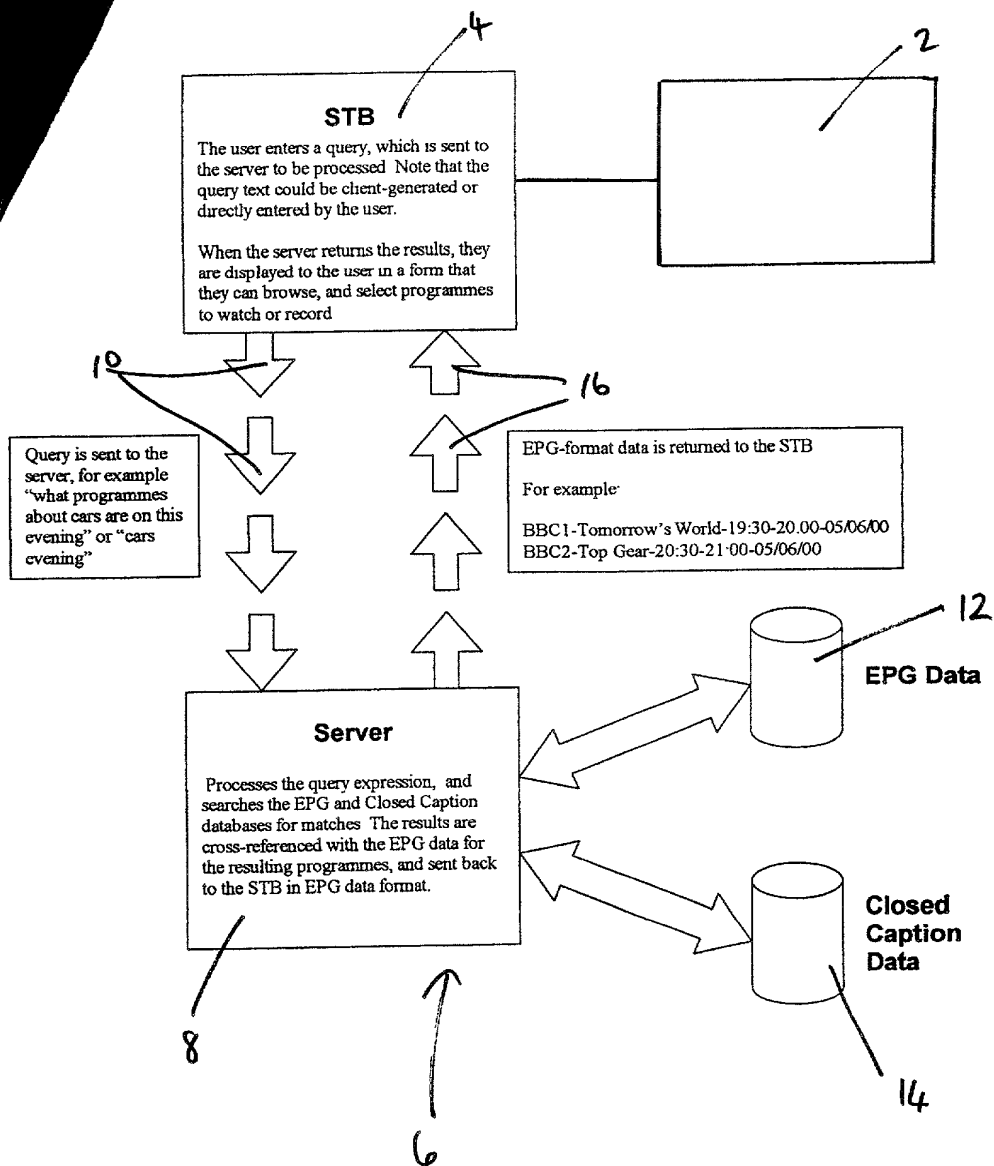 4
2
STB
The user enters a query, which is sent to
the server to be processed Note that the
query text could be client-generated or
directly entered by the user.
When the server returns the results, they
are displayed to the user in a form that
they can browse, and select programmes
to watch or record
10
16
Query is sent to the
server, for example
“what programmes
about cars are on this
evening” or “cars
evening”
EPG-format data is returned to the STB
For example
BBC1-Tomorrow's World-19:30-20.00-05/06/00
BBC2-Top Gear-20:30-21 00-05/06/00
12
EPG Data
Server
Processes the query expression, and
searches the EPG and Closed Caption
databases for matches The results are
cross-referenced with the EPG data for
the resulting programmes, and sent back
to the STB in EPG data format.
Closed
Caption
Data
8
6
14